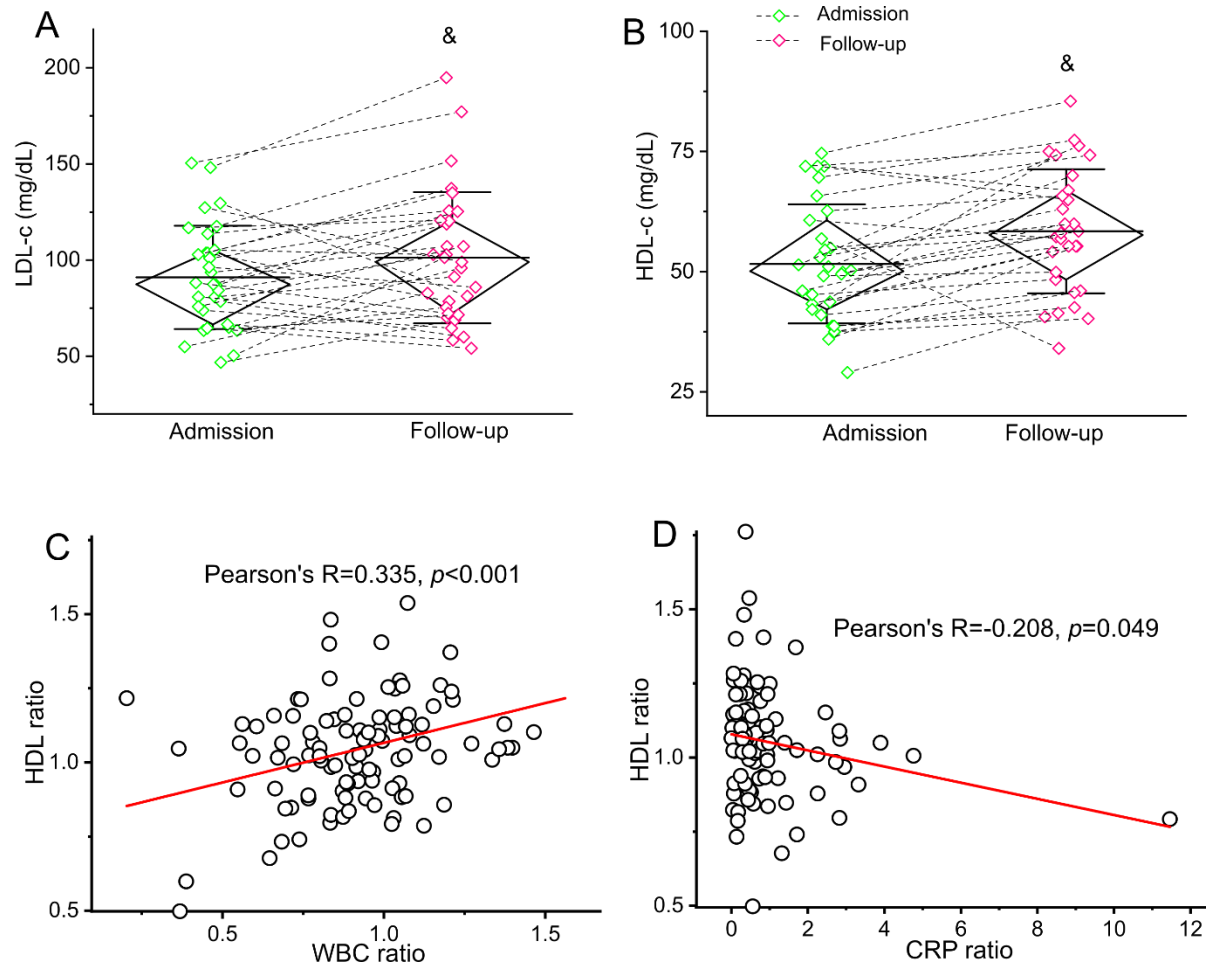 A
&
LDL-c (mg/dL)
200
150
100
50
Admission
Follow-up
B
Admission
Follow-up
&
HDL-c (mg/dL)
100
75
50
25
Admission
Follow-up
C
Pearson's R=0.335, p<0.001
HDL ratio
1.5
1.0
0.5
0.5
1.0
1.5
WBC ratio
D
Pearson's R=-0.208, p=0.049
HDL ratio
1.5
1.0
0.5
0
2
4
6
8
10
12
CRP ratio